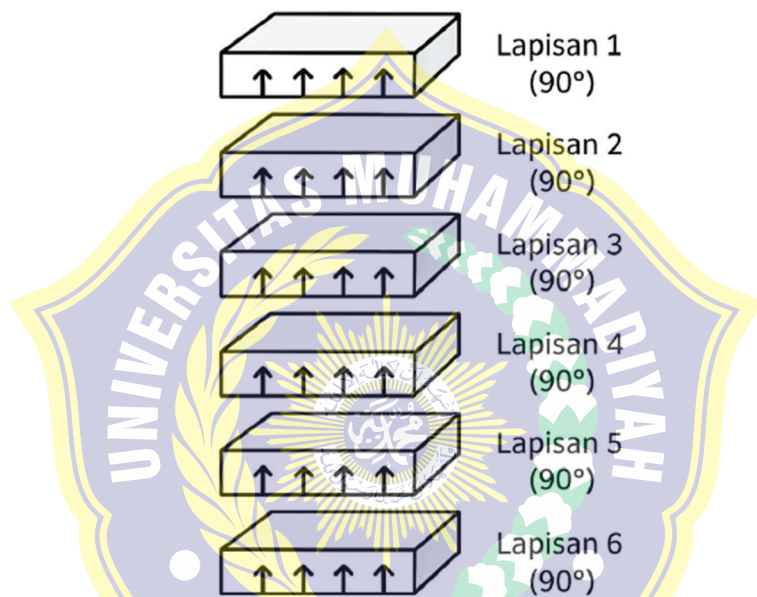 Lapisan 1
(90°)
Lapisan 2
(90°)
UNIVERSITAS MUHAMMADIYAH
Lapisan 3
(90°)
Lapisan 4
(90°)
Lapisan 5
(90°)
Lapisan 6
(90°)